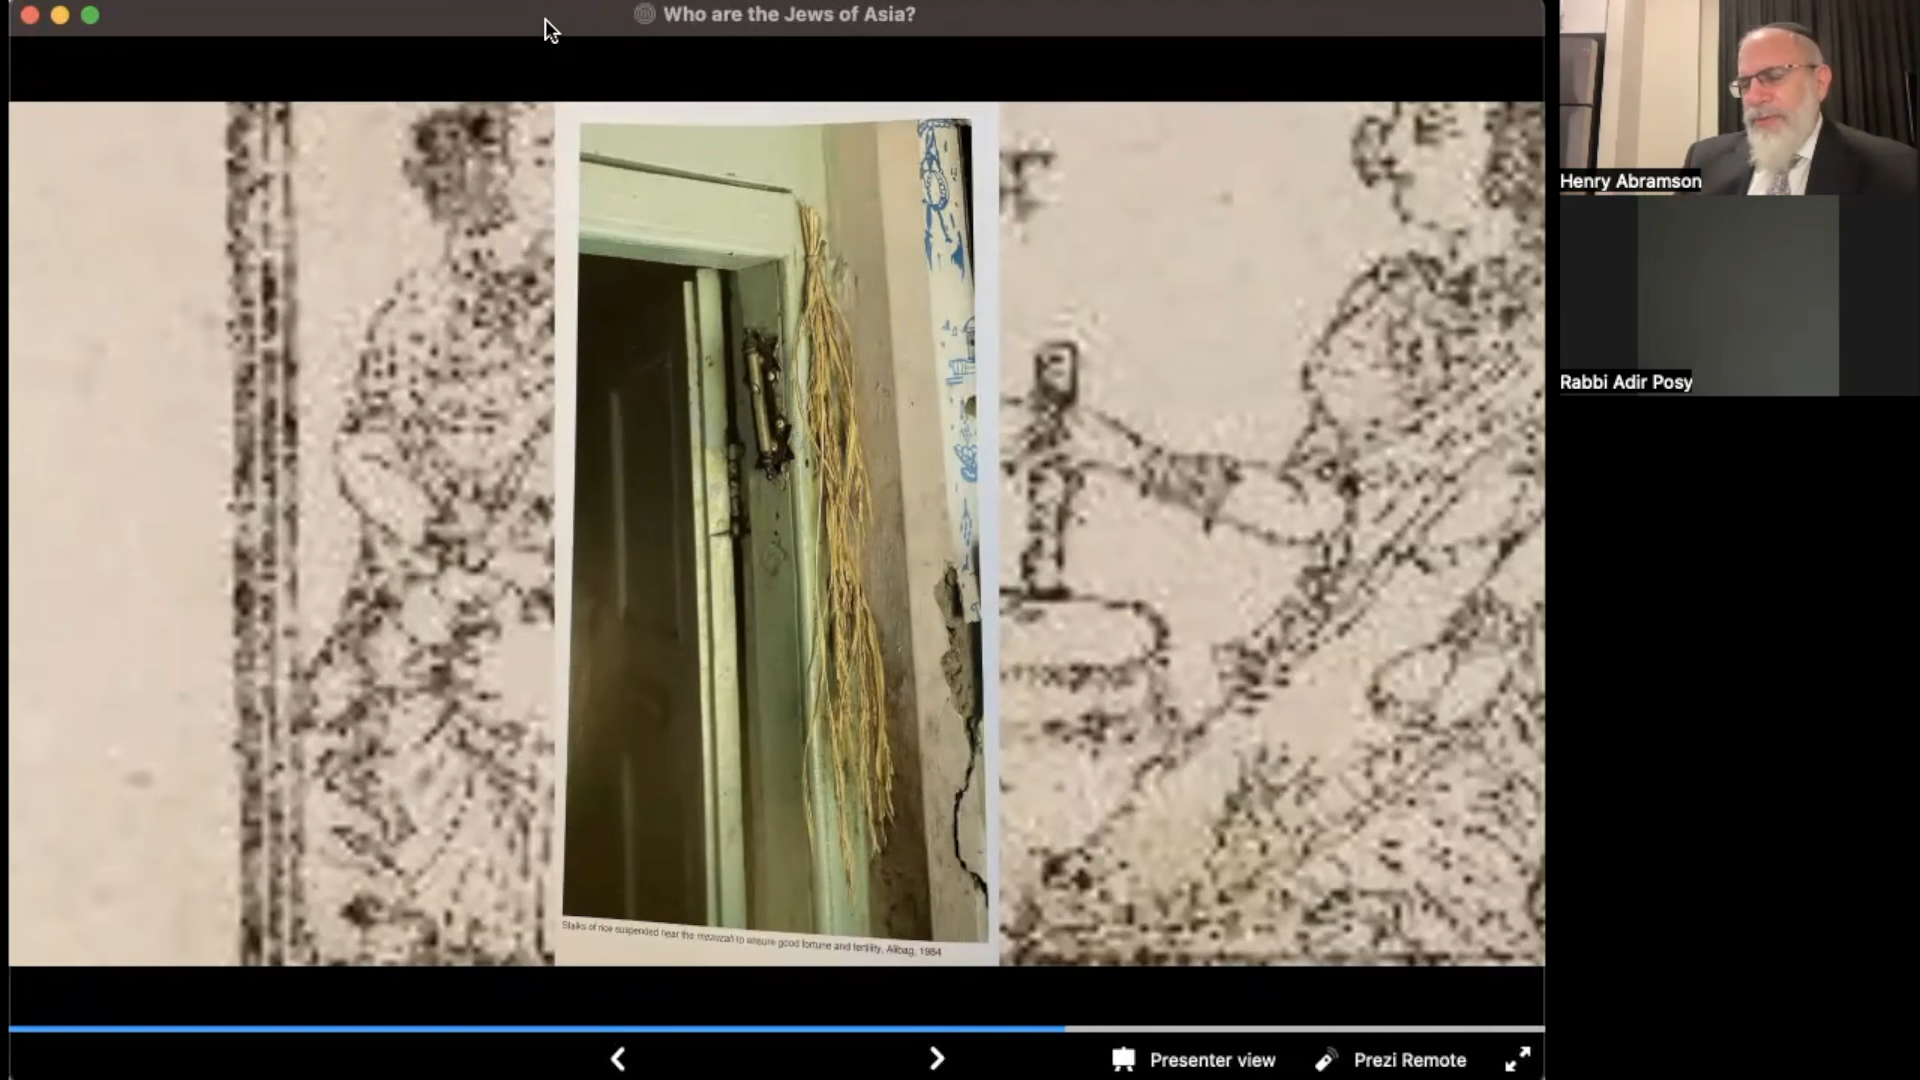 Who are the Jews of Asia?
Henry Abramson
Rabbi Adir Posy
Stalks of rice suspended near the mezuzah to ensure good fortune and fertility, Alibag, 1984
Presenter view
Prezi Remote